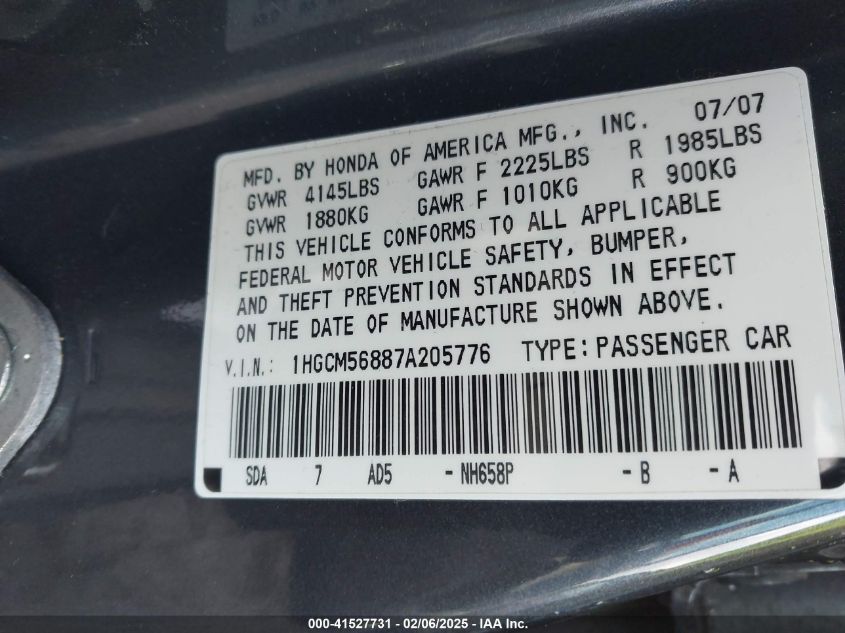 MFD. BY HONDA OF AMERICA MFG., INC. 07/07
GVWR 4145LBS GAWR F 2225LBS R 1985LBS
GVWR 1880KG GAWR F 1010KG R 900KG
THIS VEHICLE CONFORMS TO ALL APPLICABLE
FEDERAL MOTOR VEHICLE SAFETY, BUMPER,
AND THEFT PREVENTION STANDARDS IN EFFECT
ON THE DATE OF MANUFACTURE SHOWN ABOVE.
V.I.N.: 1HGCM56887A205776 TYPE: PASSENGER CAR
SDA 7 AD5 -NH658P -B -A
000-41527731 - 02/06/2025 - IAA Inc.